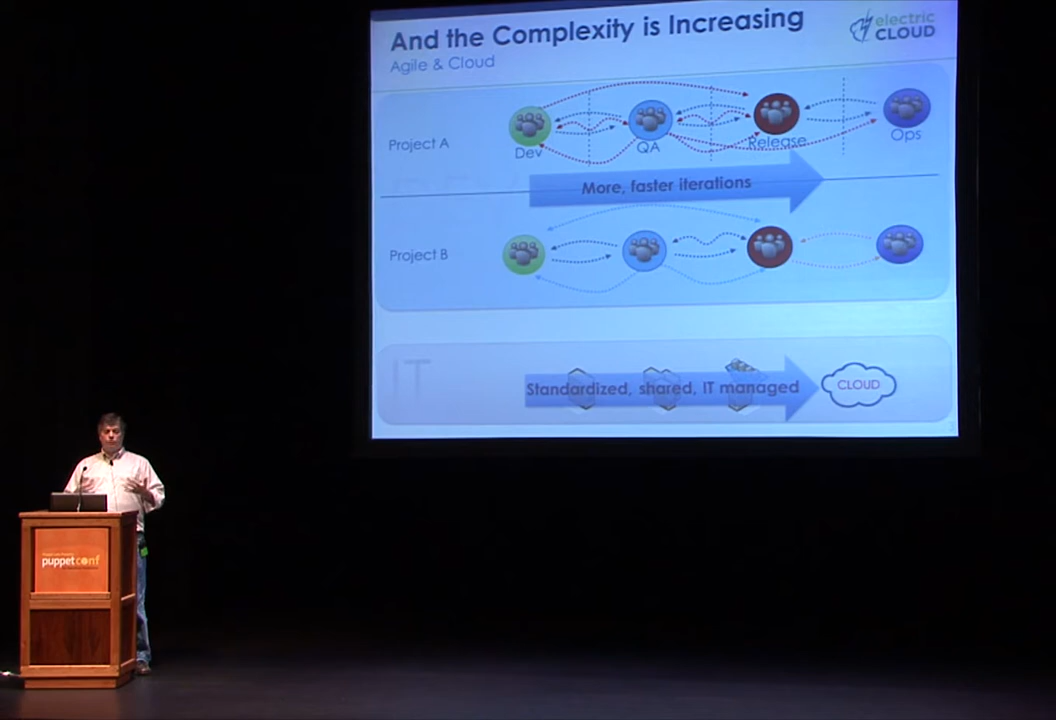 And the Complexity is Increasing
Agile & Cloud
electric
CLOUD
Project A
Dev
QA
Release
Ops
More, faster iterations
Project B
IT
Standardized, shared, IT managed
CLOUD
puppetconf